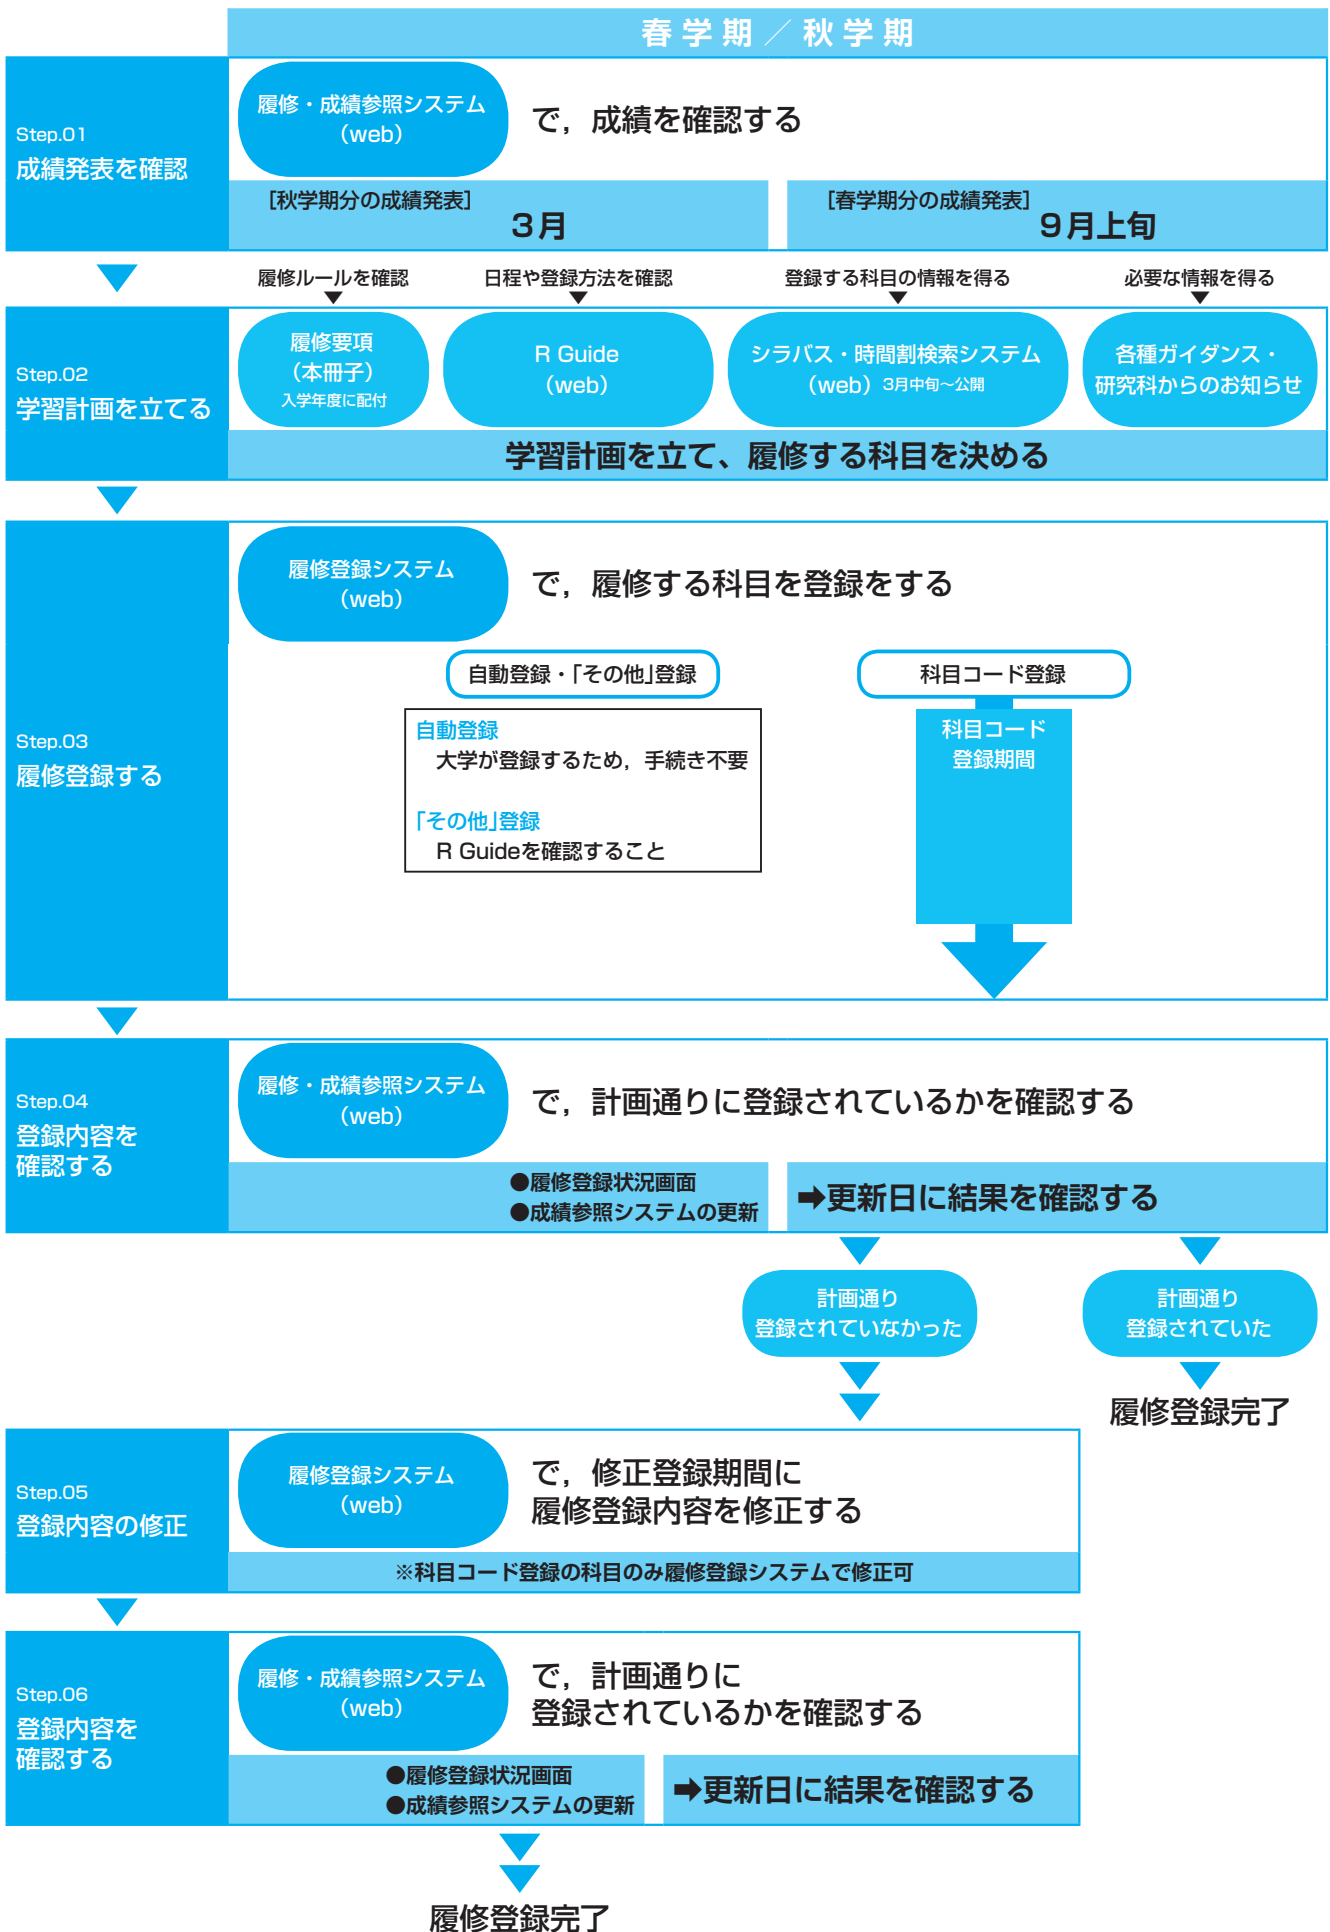 春学期／秋学期
Step.01
成績発表を確認
履修・成績参照システム
（web）
で，成績を確認する
［秋学期分の成績発表］
3月
［春学期分の成績発表］
9月上旬
履修ルールを確認
日程や登録方法を確認
登録する科目の情報を得る
必要な情報を得る
Step.02
学習計画を立てる
履修要項
（本冊子）
入学年度に配付
R Guide
（web）
シラバス・時間割検索システム
（web）3月中旬〜公開
各種ガイダンス・
研究科からのお知らせ
学習計画を立て、履修する科目を決める
Step.03
履修登録する
履修登録システム
（web）
で，履修する科目を登録をする
自動登録・「その他」登録
自動登録
大学が登録するため，手続き不要
「その他」登録
R Guideを確認すること
科目コード登録
科目コード
登録期間
Step.04
登録内容を
確認する
履修・成績参照システム
（web）
で，計画通りに登録されているかを確認する
●履修登録状況画面
●成績参照システムの更新
➡更新日に結果を確認する
計画通り
登録されていなかった
計画通り
登録されていた
履修登録完了
Step.05
登録内容の修正
履修登録システム
（web）
で，修正登録期間に
履修登録内容を修正する
※科目コード登録の科目のみ履修登録システムで修正可
Step.06
登録内容を
確認する
履修・成績参照システム
（web）
で，計画通りに
登録されているかを確認する
●履修登録状況画面
●成績参照システムの更新
➡更新日に結果を確認する
履修登録完了